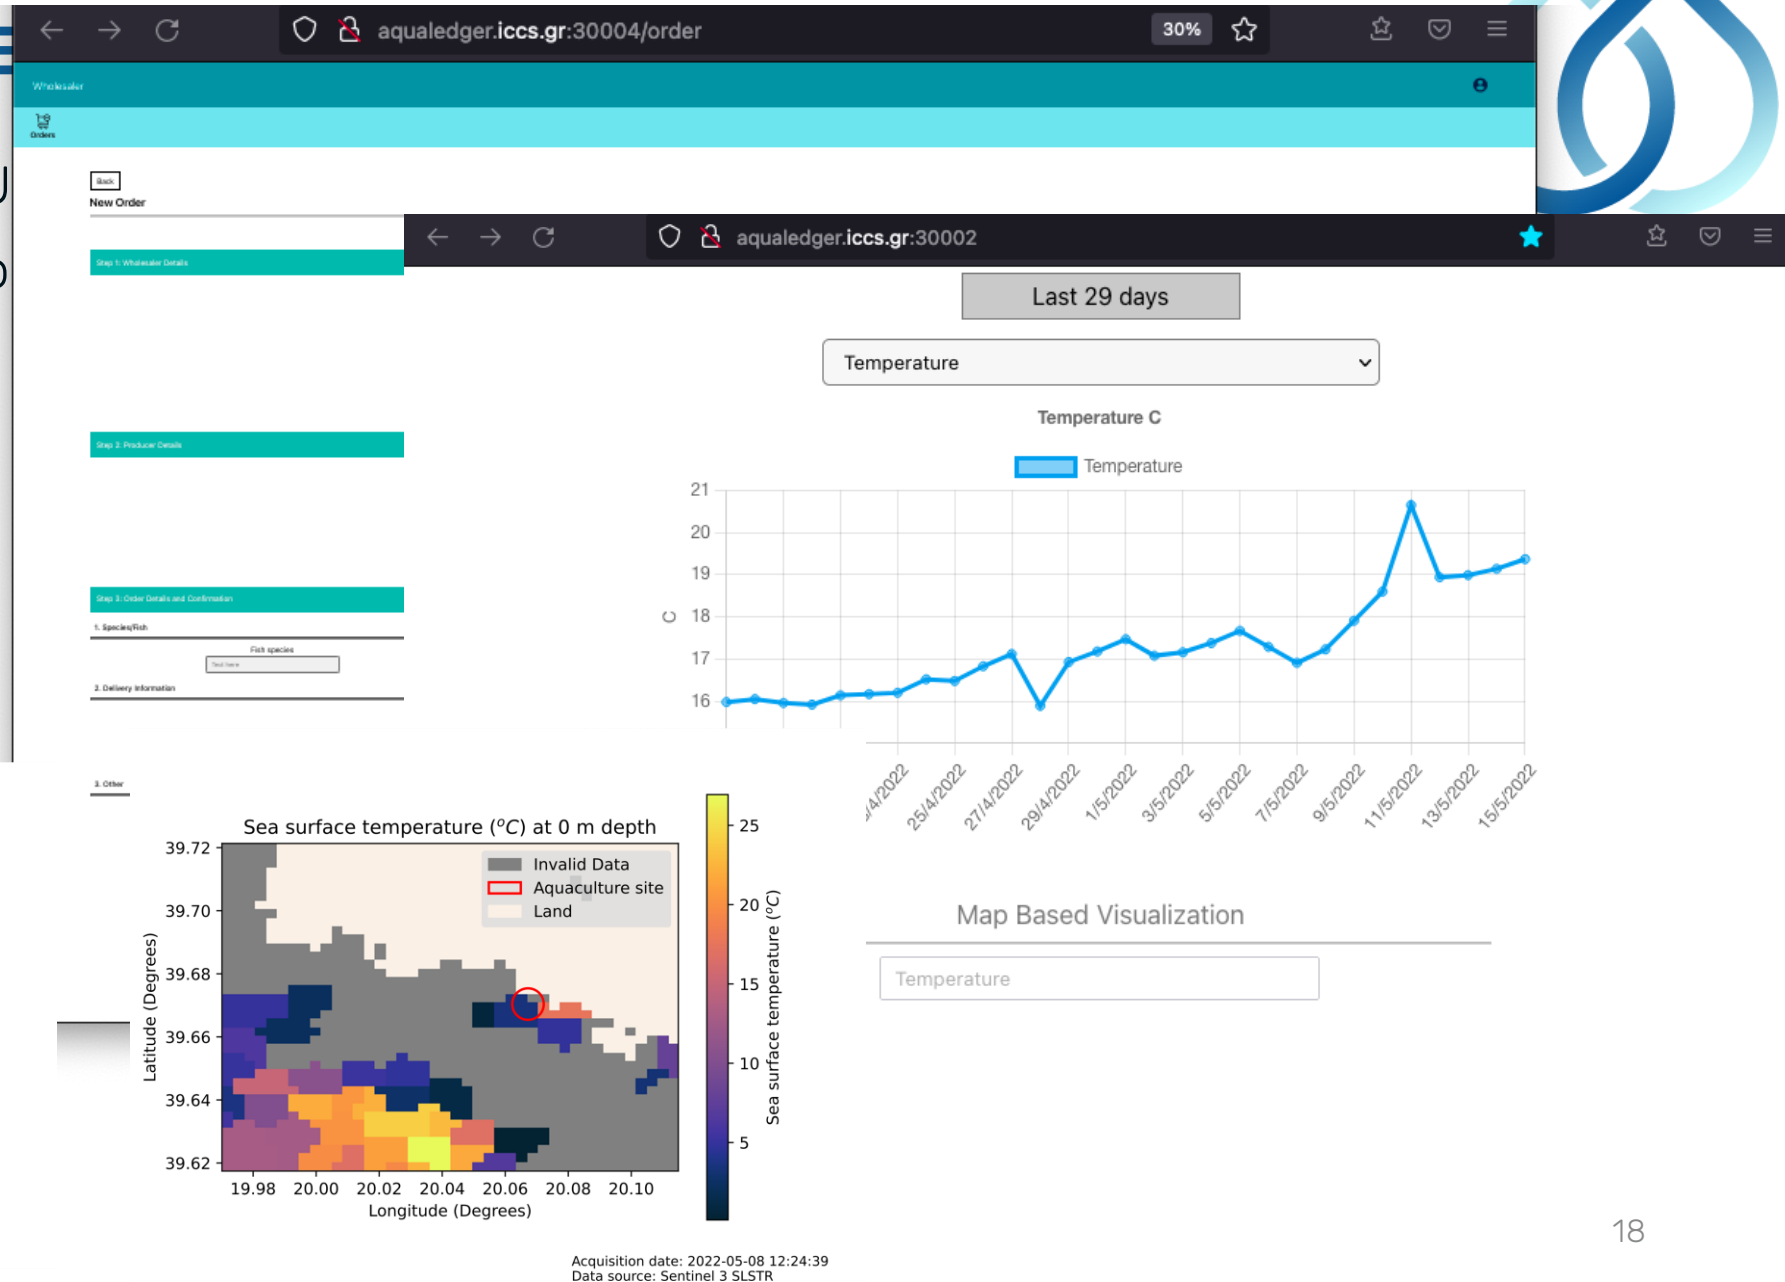 aqualedger.iccs.gr:30004/order
30%
Wholesaler
Orders
Back
New Order
Step 1: Wholesaler Details
Step 2: Producer Details
Step 3: Order Details and Confirmation
1. Species/Fish
Fish species
Text here
2. Delivery Information
3. Other
aqualedger.iccs.gr:30002
Last 29 days
Temperature
Temperature C
Temperature
21
20
19
18
17
16
C
/4/2022
25/4/2022
27/4/2022
29/4/2022
1/5/2022
3/5/2022
5/5/2022
7/5/2022
9/5/2022
11/5/2022
13/5/2022
15/5/2022
Map Based Visualization
Temperature
Sea surface temperature (°C) at 0 m depth
Invalid Data
Aquaculture site
Land
39.72
39.70
39.68
39.66
39.64
39.62
Latitude (Degrees)
19.98 20.00 20.02 20.04 20.06 20.08 20.10
Longitude (Degrees)
25
20
15
10
5
Sea surface temperature (°C)
Acquisition date: 2022-05-08 12:24:39
Data source: Sentinel 3 SLSTR
18